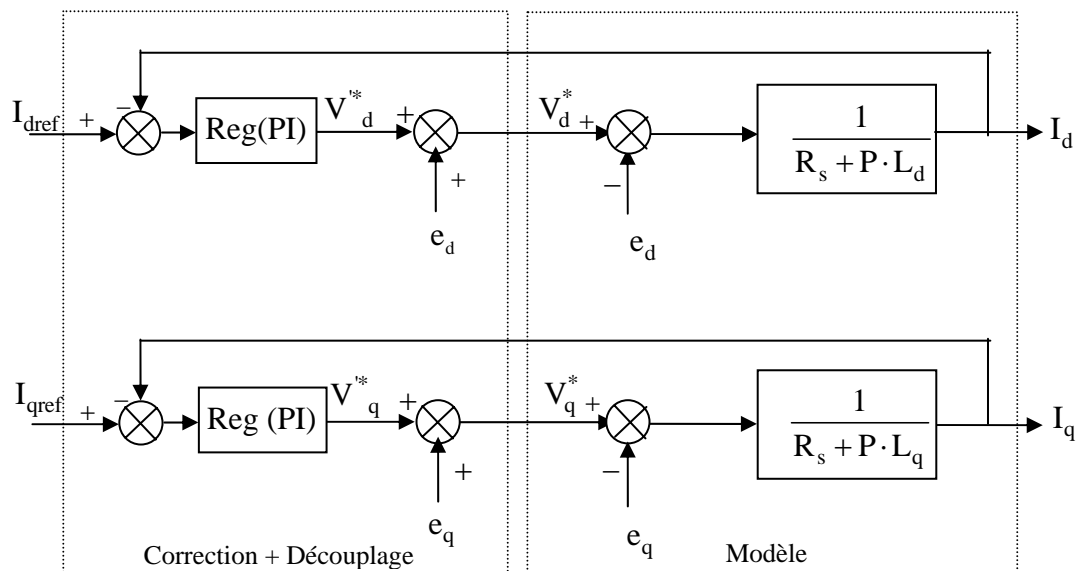 I_dref + − Reg(PI) V'*_d + + e_d V*_d + − e_d 1 / (R_s + P·L_d) I_d
I_qref + − Reg (PI) V'*_q + + e_q V*_q + − e_q 1 / (R_s + P·L_q) I_q
Correction + Découplage
Modèle